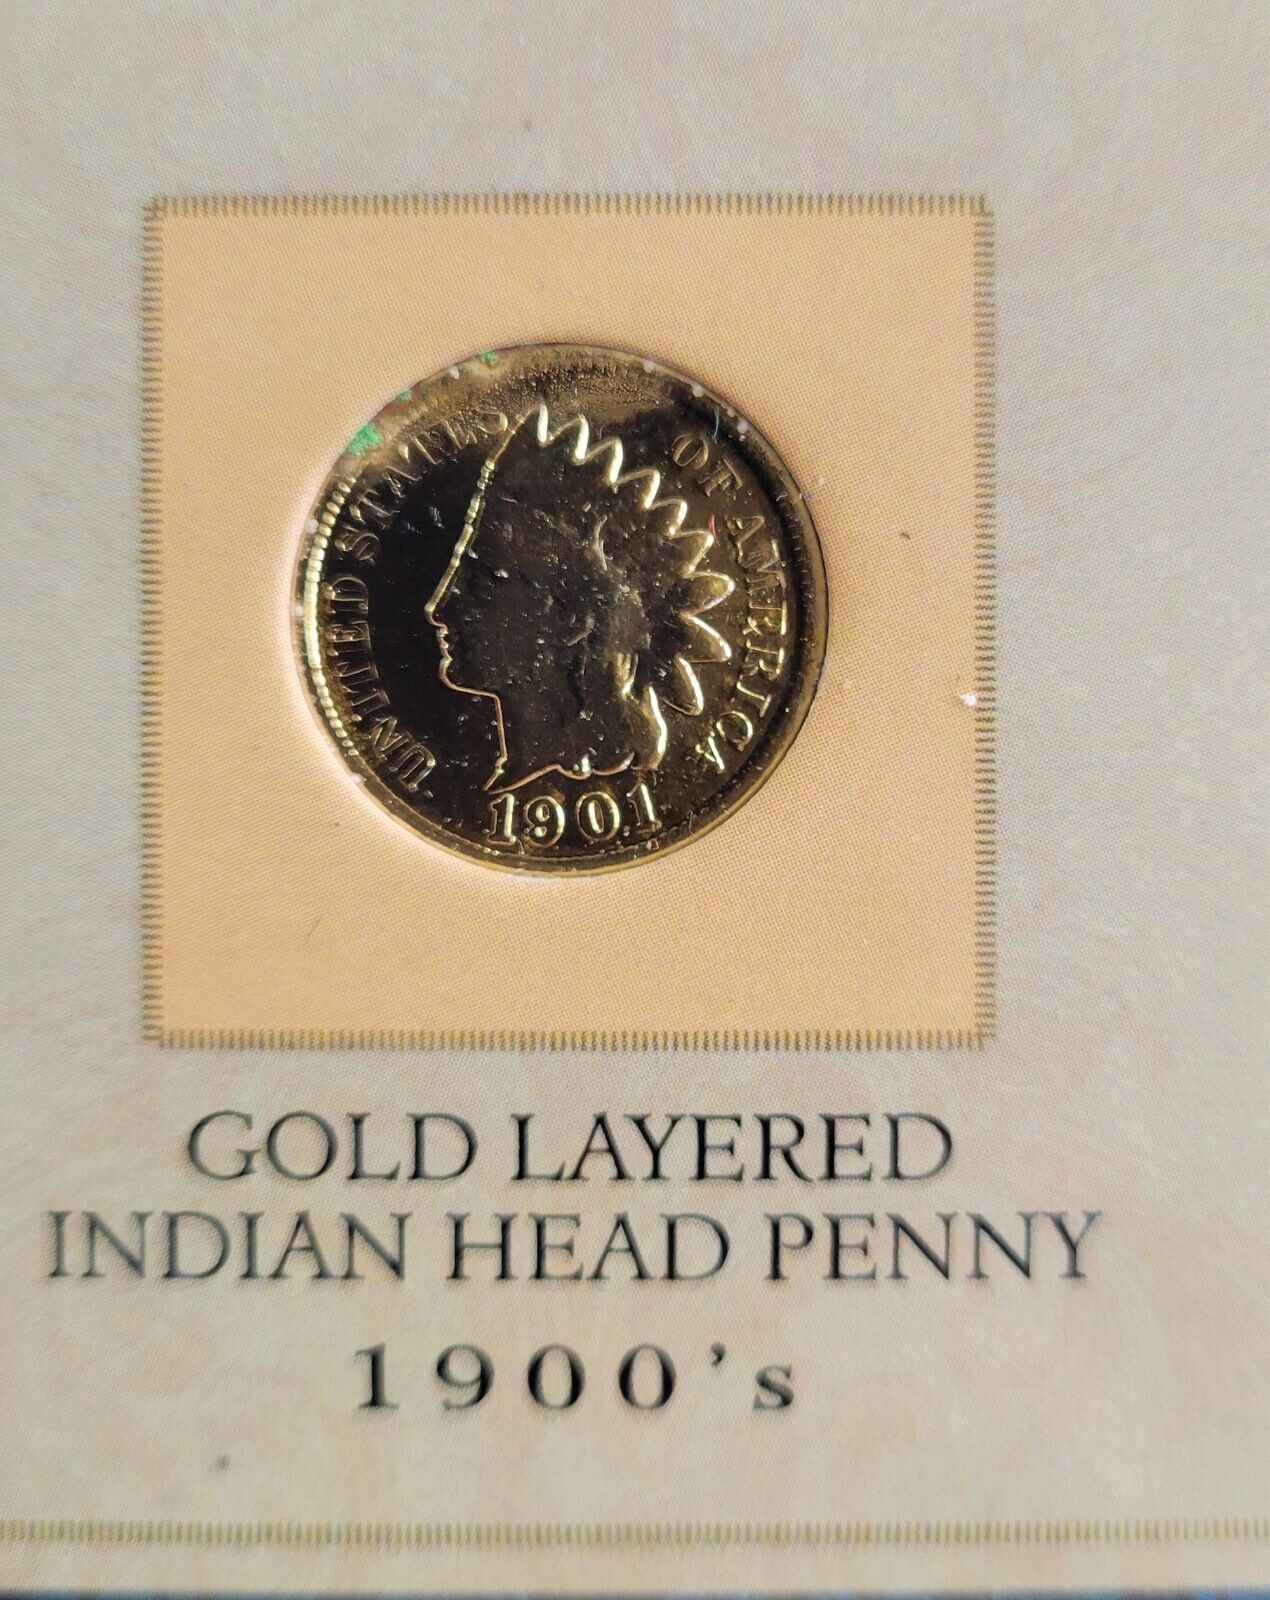 UNITED STATES OF AMERICA
1901
GOLD LAYERED
INDIAN HEAD PENNY
1900's